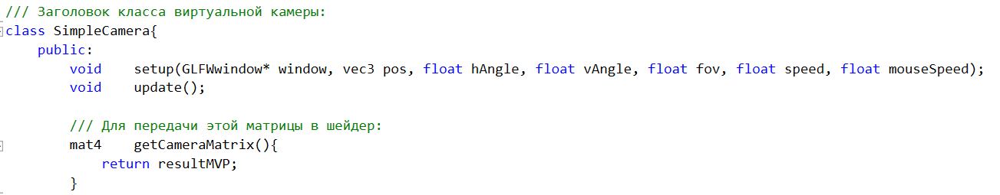 /// Заголовок класса виртуальной камеры:
class SimpleCamera{
    public:
        void    setup(GLFWwindow* window, vec3 pos, float hAngle, float vAngle, float fov, float speed, float mouseSpeed);
        void    update();

        /// Для передачи этой матрицы в шейдер:
        mat4    getCameraMatrix(){
            return resultMVP;
        }